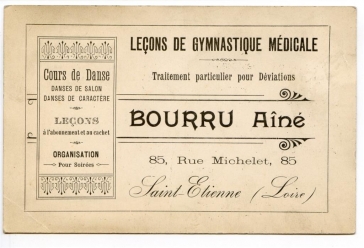 LEÇONS DE GYMNASTIQUE MÉDICALE
Traitement particulier pour Déviations
BOURRU Aîné
85, Rue Michelet, 85
Saint-Etienne (Loire)
Cours de Danse
DANSES DE SALON
DANSES DE CARACTÈRE
LEÇONS
à l'abonnement et au cachet
ORGANISATION
Pour Soirées